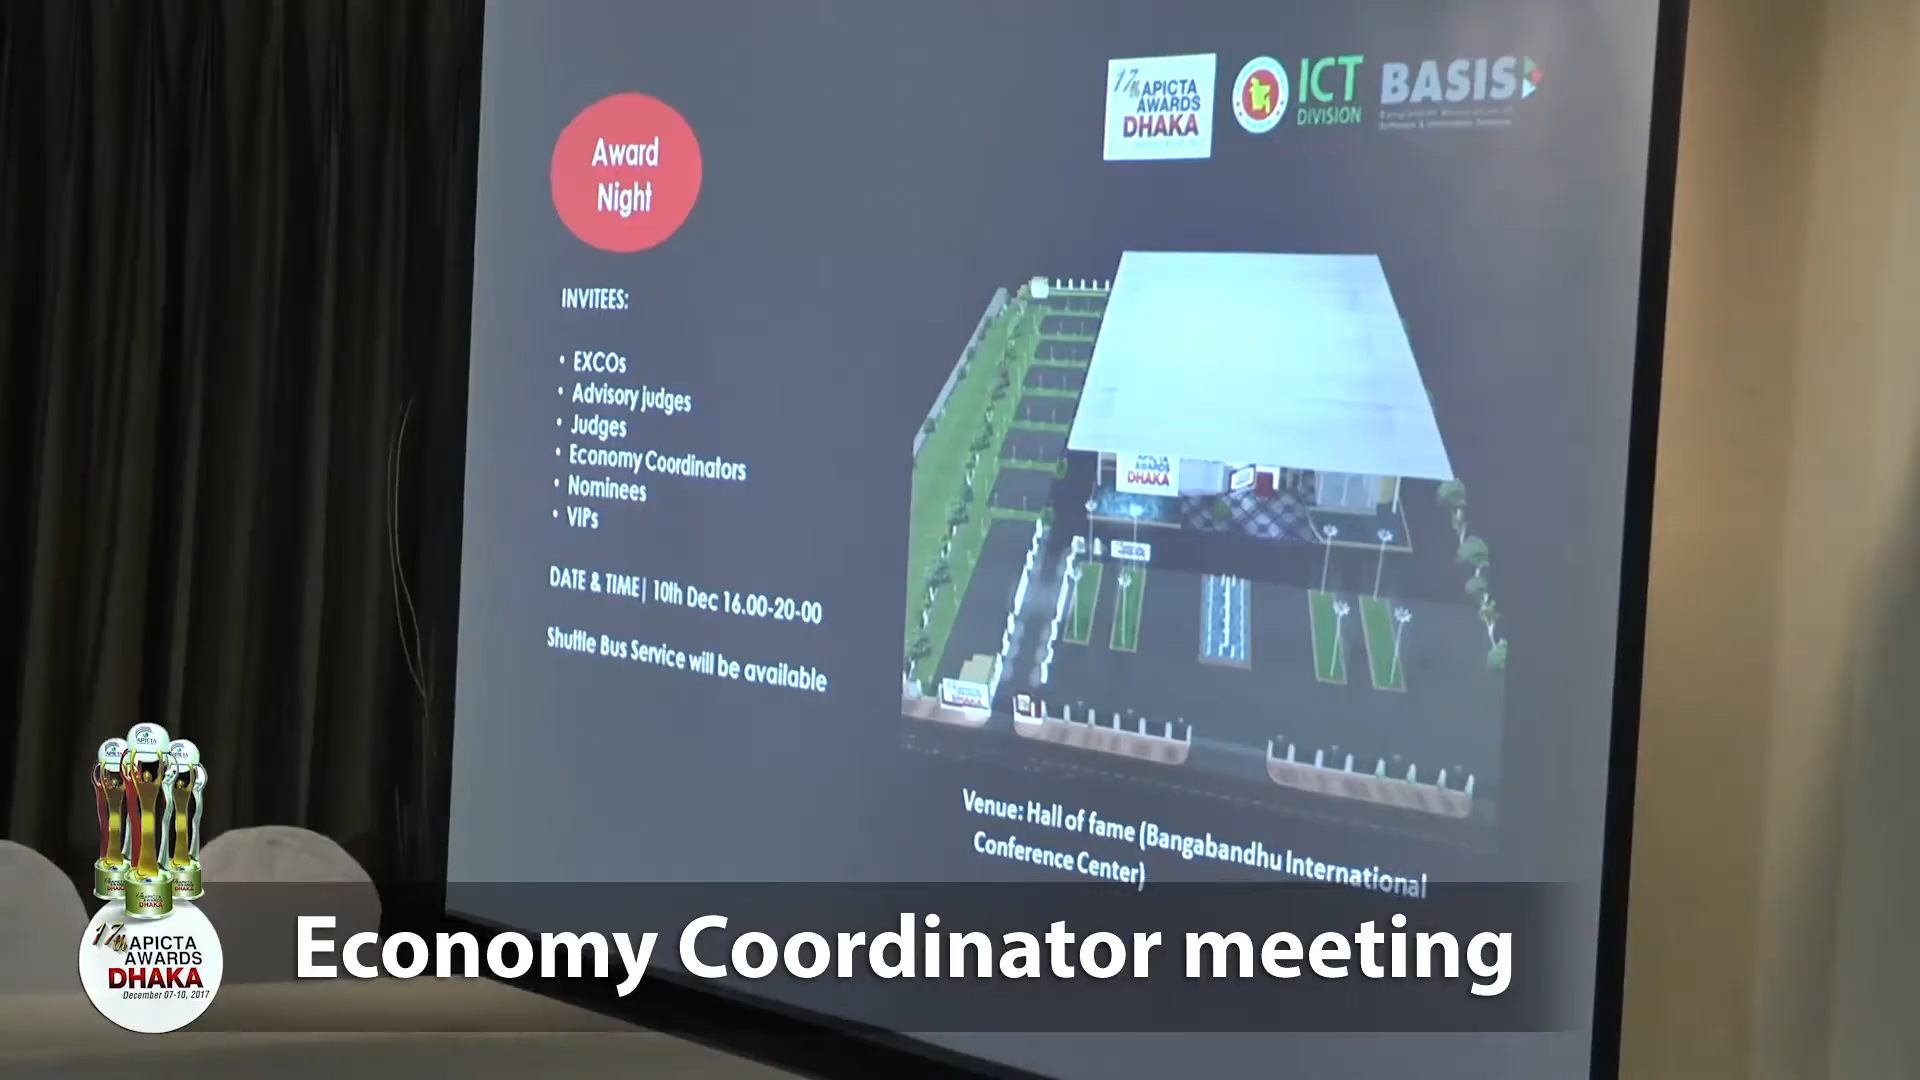 17th APICTA
AWARDS
DHAKA
ICT
DIVISION
BASIS
Award
Night
INVITEES:
• EXCOs
• Advisory judges
• Judges
• Economy Coordinators
• Nominees
• VIPs
DATE & TIME| 10th Dec 16.00-20-00
Shuttle Bus Service will be available
AWARDS
DHAKA
Venue: Hall of fame (Bangabandhu International
Conference Center)
Economy Coordinator meeting
APICTA
17th APICTA
AWARDS
DHAKA
December 07-10, 2017